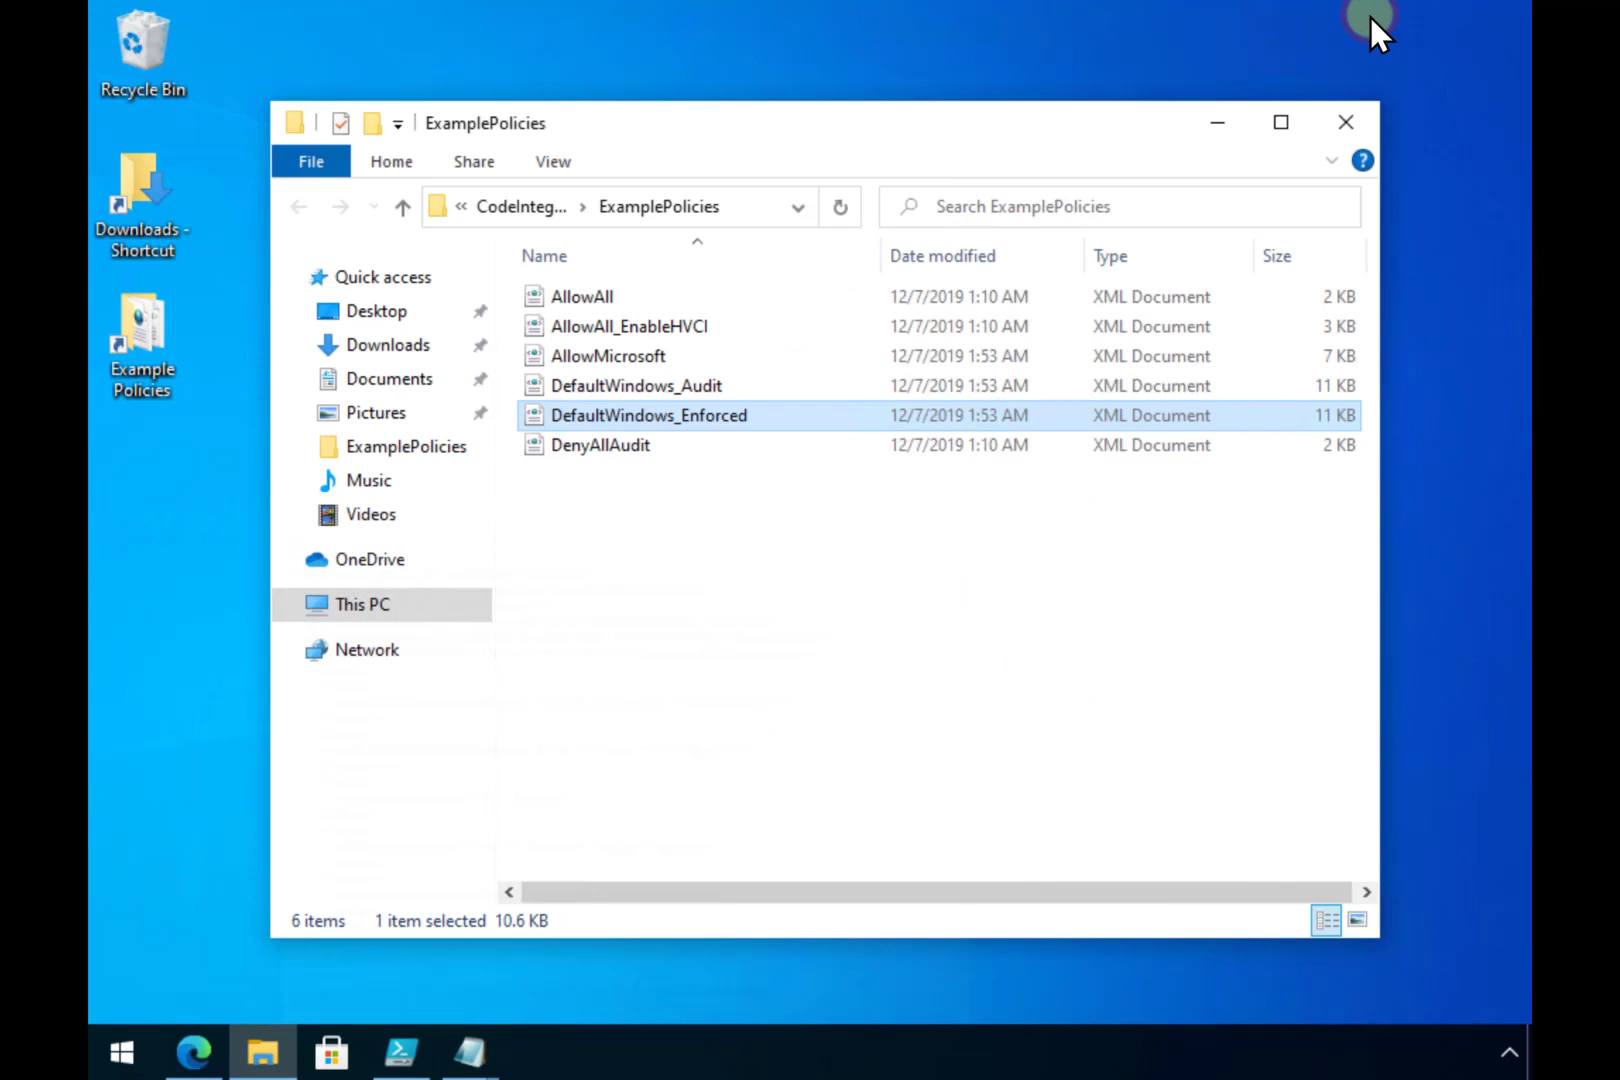 Recycle Bin
Downloads -
Shortcut
Example
Policies
ExamplePolicies
File Home Share View
« CodeInteg... › ExamplePolicies
Search ExamplePolicies
Name Date modified Type Size
Quick access
Desktop
Downloads
Documents
Pictures
ExamplePolicies
Music
Videos
OneDrive
This PC
Network
AllowAll 12/7/2019 1:10 AM XML Document 2 KB
AllowAll_EnableHVCI 12/7/2019 1:10 AM XML Document 3 KB
AllowMicrosoft 12/7/2019 1:53 AM XML Document 7 KB
DefaultWindows_Audit 12/7/2019 1:53 AM XML Document 11 KB
DefaultWindows_Enforced 12/7/2019 1:53 AM XML Document 11 KB
DenyAllAudit 12/7/2019 1:10 AM XML Document 2 KB
6 items 1 item selected 10.6 KB